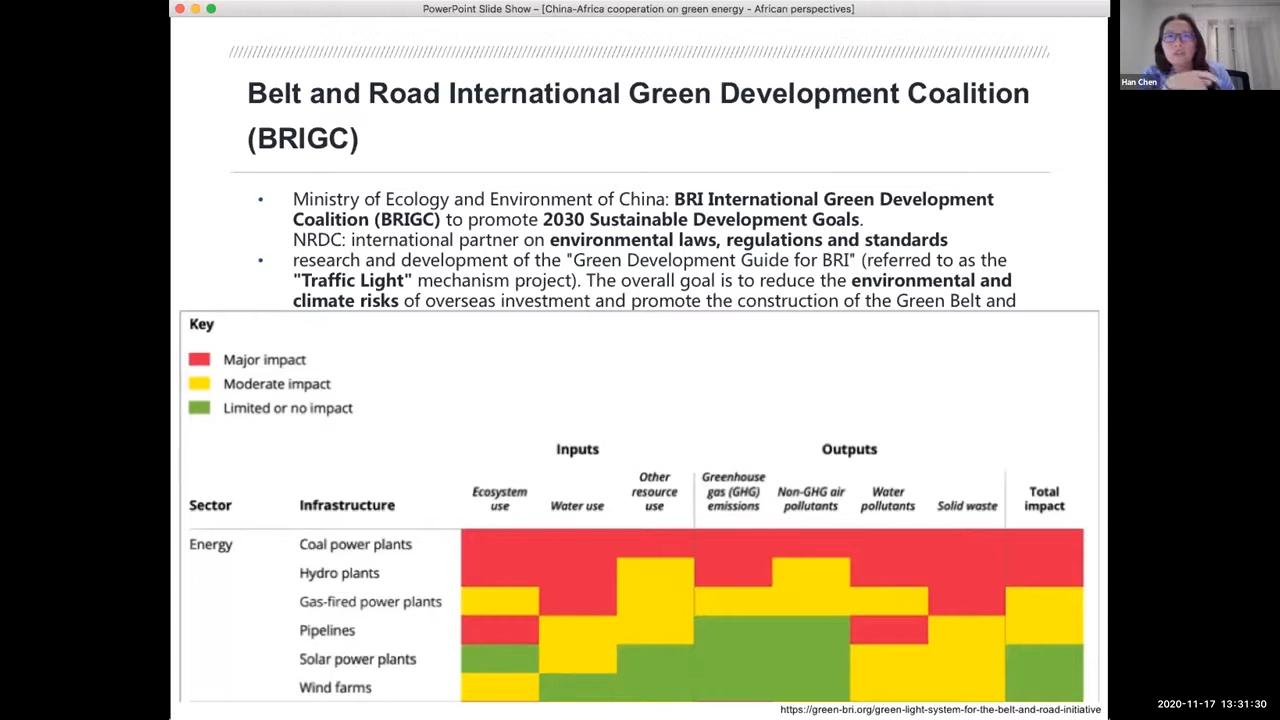 PowerPoint Slide Show – [China-Africa cooperation on green energy - African perspectives]
Han Chen
Belt and Road International Green Development Coalition
(BRIGC)
• Ministry of Ecology and Environment of China: BRI International Green Development
Coalition (BRIGC) to promote 2030 Sustainable Development Goals.
NRDC: international partner on environmental laws, regulations and standards
• research and development of the "Green Development Guide for BRI" (referred to as the
"Traffic Light" mechanism project). The overall goal is to reduce the environmental and
climate risks of overseas investment and promote the construction of the Green Belt and
Key
Major impact
Moderate impact
Limited or no impact
Inputs
Outputs
Sector
Infrastructure
Ecosystem
use
Water use
Other
resource
use
Greenhouse
gas (GHG)
emissions
Non-GHG air
pollutants
Water
pollutants
Solid waste
Total
impact
Energy
Coal power plants
Hydro plants
Gas-fired power plants
Pipelines
Solar power plants
Wind farms
https://green-bri.org/green-light-system-for-the-belt-and-road-initiative
2020-11-17 13:31:30